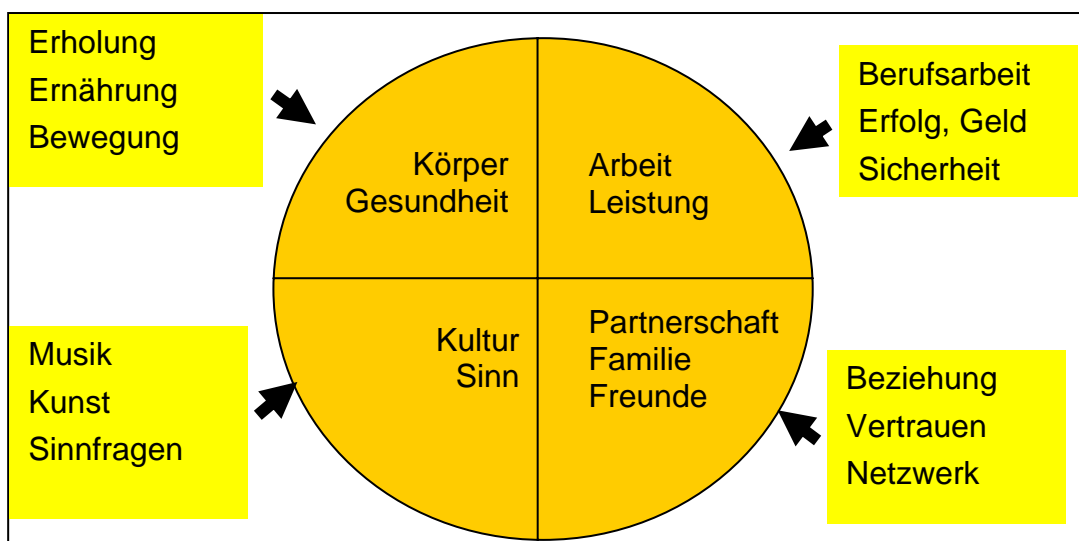 Erholung
Ernährung
Bewegung
Körper
Gesundheit
Arbeit
Leistung
Berufsarbeit
Erfolg, Geld
Sicherheit
Musik
Kunst
Sinnfragen
Kultur
Sinn
Partnerschaft
Familie
Freunde
Beziehung
Vertrauen
Netzwerk